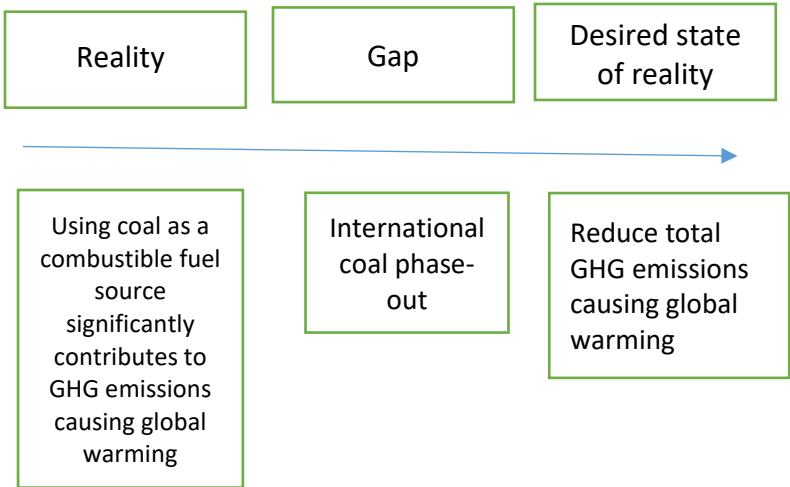 Reality
Gap
Desired state
of reality
Using coal as a
combustible fuel
source
significantly
contributes to
GHG emissions
causing global
warming
International
coal phase-
out
Reduce total
GHG emissions
causing global
warming